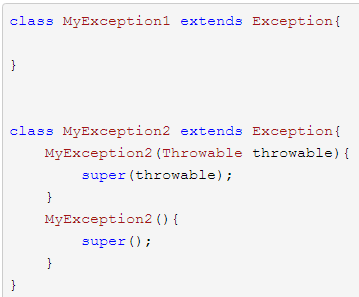 class MyException1 extends Exception{
}
class MyException2 extends Exception{
    MyException2(Throwable throwable){
        super(throwable);
    }
    MyException2(){
        super();
    }
}